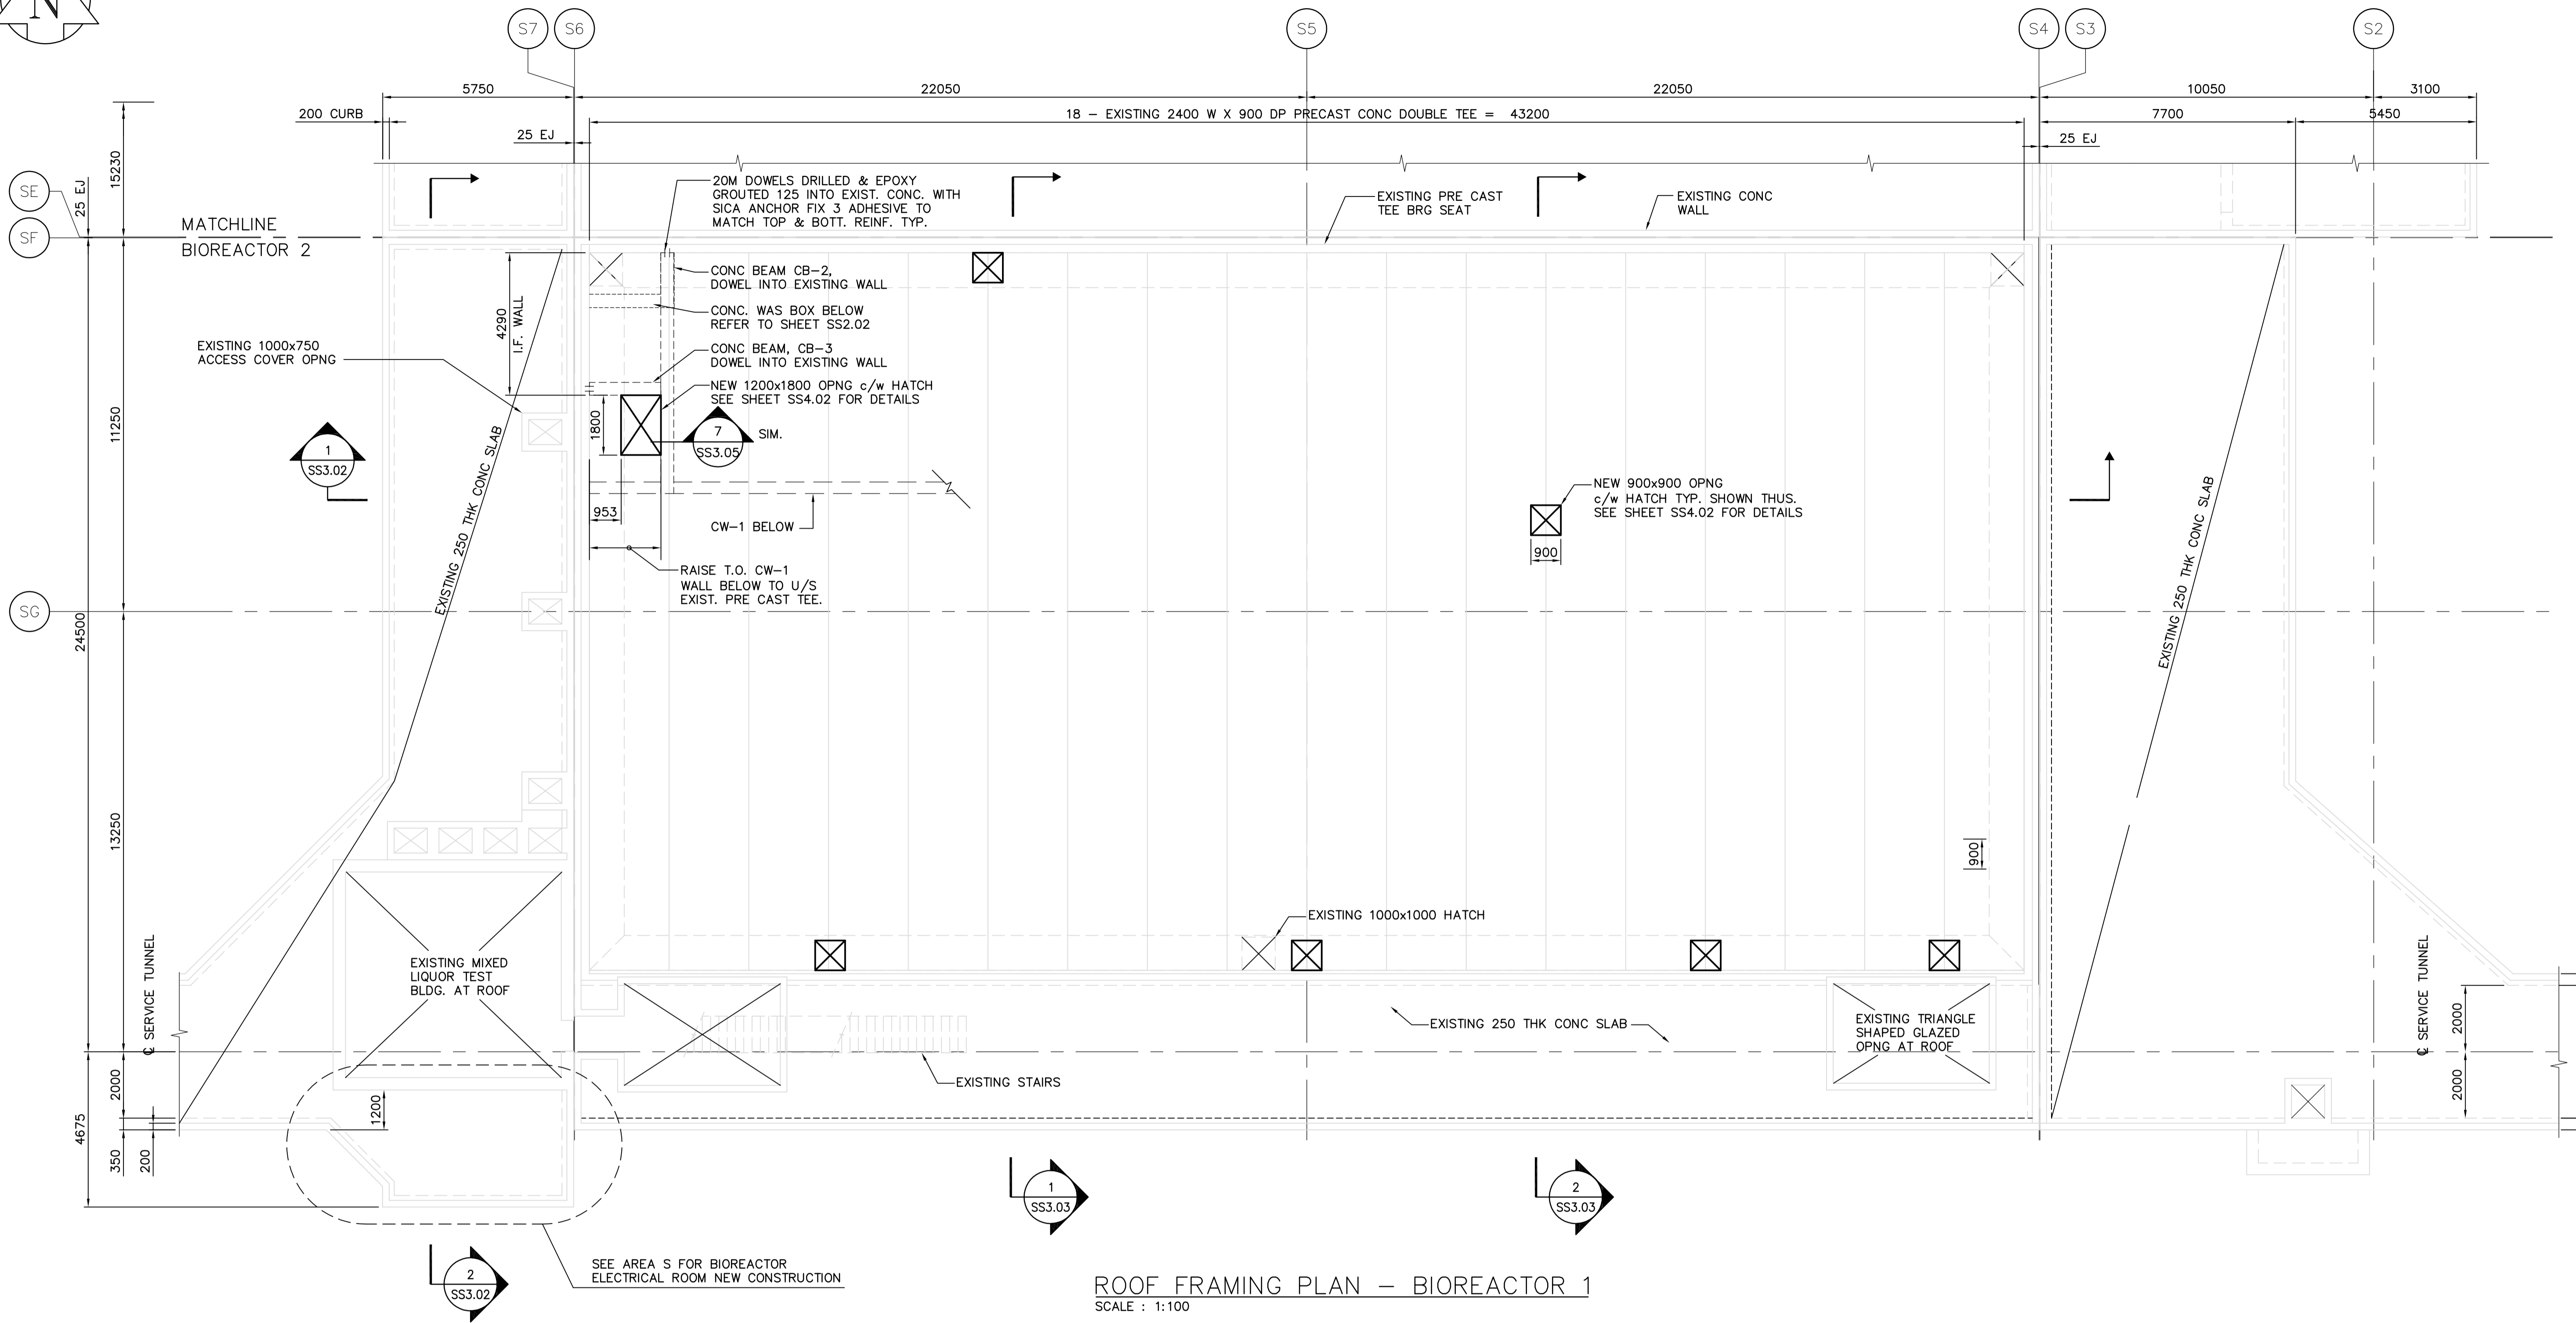 N
S7
S6
S5
S4
S3
S2
5750
22050
22050
10050
3100
200 CURB
18 – EXISTING 2400 W X 900 DP PRECAST CONC DOUBLE TEE = 43200
7700
5450
25 EJ
25 EJ
15230
25 EJ
SE
SF
MATCHLINE
BIOREACTOR 2
20M DOWELS DRILLED & EPOXY
GROUTED 125 INTO EXIST. CONC. WITH
SICA ANCHOR FIX 3 ADHESIVE TO
MATCH TOP & BOTT. REINF. TYP.
EXISTING PRE CAST
TEE BRG SEAT
EXISTING CONC
WALL
CONC BEAM CB-2,
DOWEL INTO EXISTING WALL
CONC. WAS BOX BELOW
REFER TO SHEET SS2.02
4290
I.F. WALL
CONC BEAM, CB-3
DOWEL INTO EXISTING WALL
NEW 1200x1800 OPNG c/w HATCH
SEE SHEET SS4.02 FOR DETAILS
EXISTING 1000x750
ACCESS COVER OPNG
11250
1800
7
SS3.05
SIM.
1
SS3.02
EXISTING 250 THK CONC SLAB
953
CW-1 BELOW
NEW 900x900 OPNG
c/w HATCH TYP. SHOWN THUS.
SEE SHEET SS4.02 FOR DETAILS
900
EXISTING 250 THK CONC SLAB
RAISE T.O. CW-1
WALL BELOW TO U/S
EXIST. PRE CAST TEE.
SG
24500
13250
900
EXISTING 1000x1000 HATCH
EXISTING MIXED
LIQUOR TEST
BLDG. AT ROOF
℄ SERVICE TUNNEL
EXISTING 250 THK CONC SLAB
EXISTING TRIANGLE
SHAPED GLAZED
OPNG AT ROOF
℄ SERVICE TUNNEL
2000
2000
EXISTING STAIRS
2000
4675
350
200
1200
1
SS3.03
2
SS3.03
2
SS3.02
SEE AREA S FOR BIOREACTOR
ELECTRICAL ROOM NEW CONSTRUCTION
ROOF FRAMING PLAN – BIOREACTOR 1
SCALE : 1:100